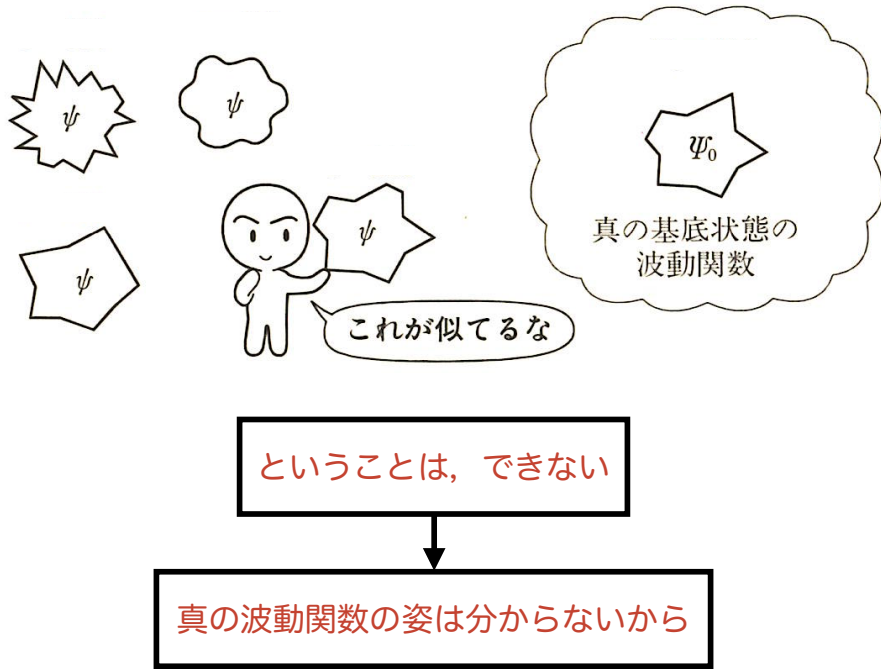 ψ
ψ
ψ
ψ
これが似てるな
Ψ₀
真の基底状態の
波動関数
ということは，できない
真の波動関数の姿は分からないから